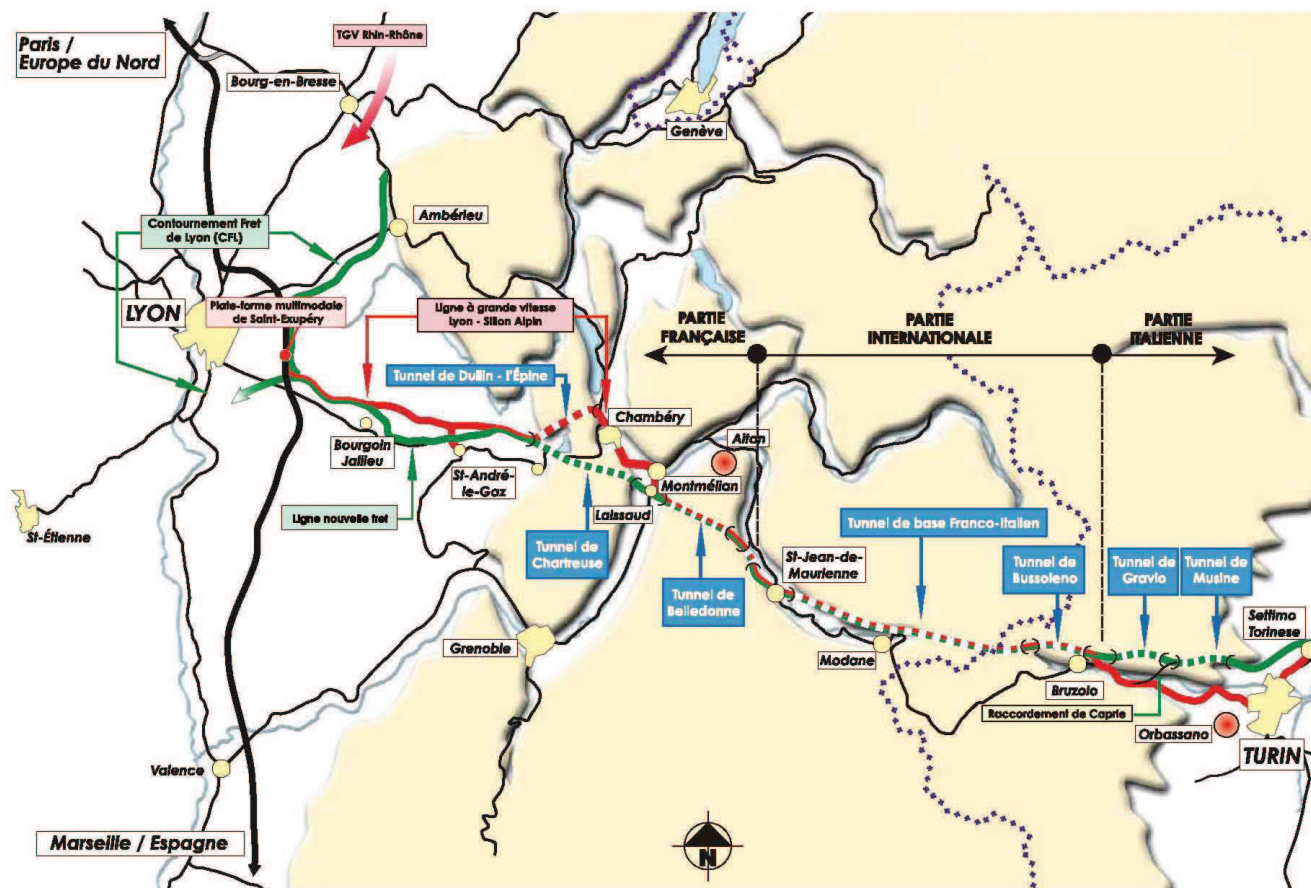 Paris /
Europe du Nord
TGV Rhin-Rhône
Bourg-en-Bresse
Genève
Ambérieu
Contournement Fret
de Lyon (CFL)
LYON
Plate-forme multimodale
de Saint-Exupéry
Ligne à grande vitesse
Lyon - Sillon Alpin
PARTIE
FRANÇAISE
PARTIE
INTERNATIONALE
PARTIE
ITALIENNE
Tunnel de Dullin - l'Épine
Chambéry
Aiton
Bourgoin
Jallieu
St-André-
le-Gaz
Montmélian
Laissaud
Ligne nouvelle fret
St-Étienne
Tunnel de
Chartreuse
Tunnel de base Franco-Italien
St-Jean-de-
Maurienne
Tunnel de
Bussoleno
Tunnel de
Gravio
Tunnel de
Musine
Tunnel de
Belledonne
Settimo
Torinese
Grenoble
Modane
Bruzolo
Raccordement de Caprie
Orbassano
TURIN
Valence
Marseille / Espagne
N